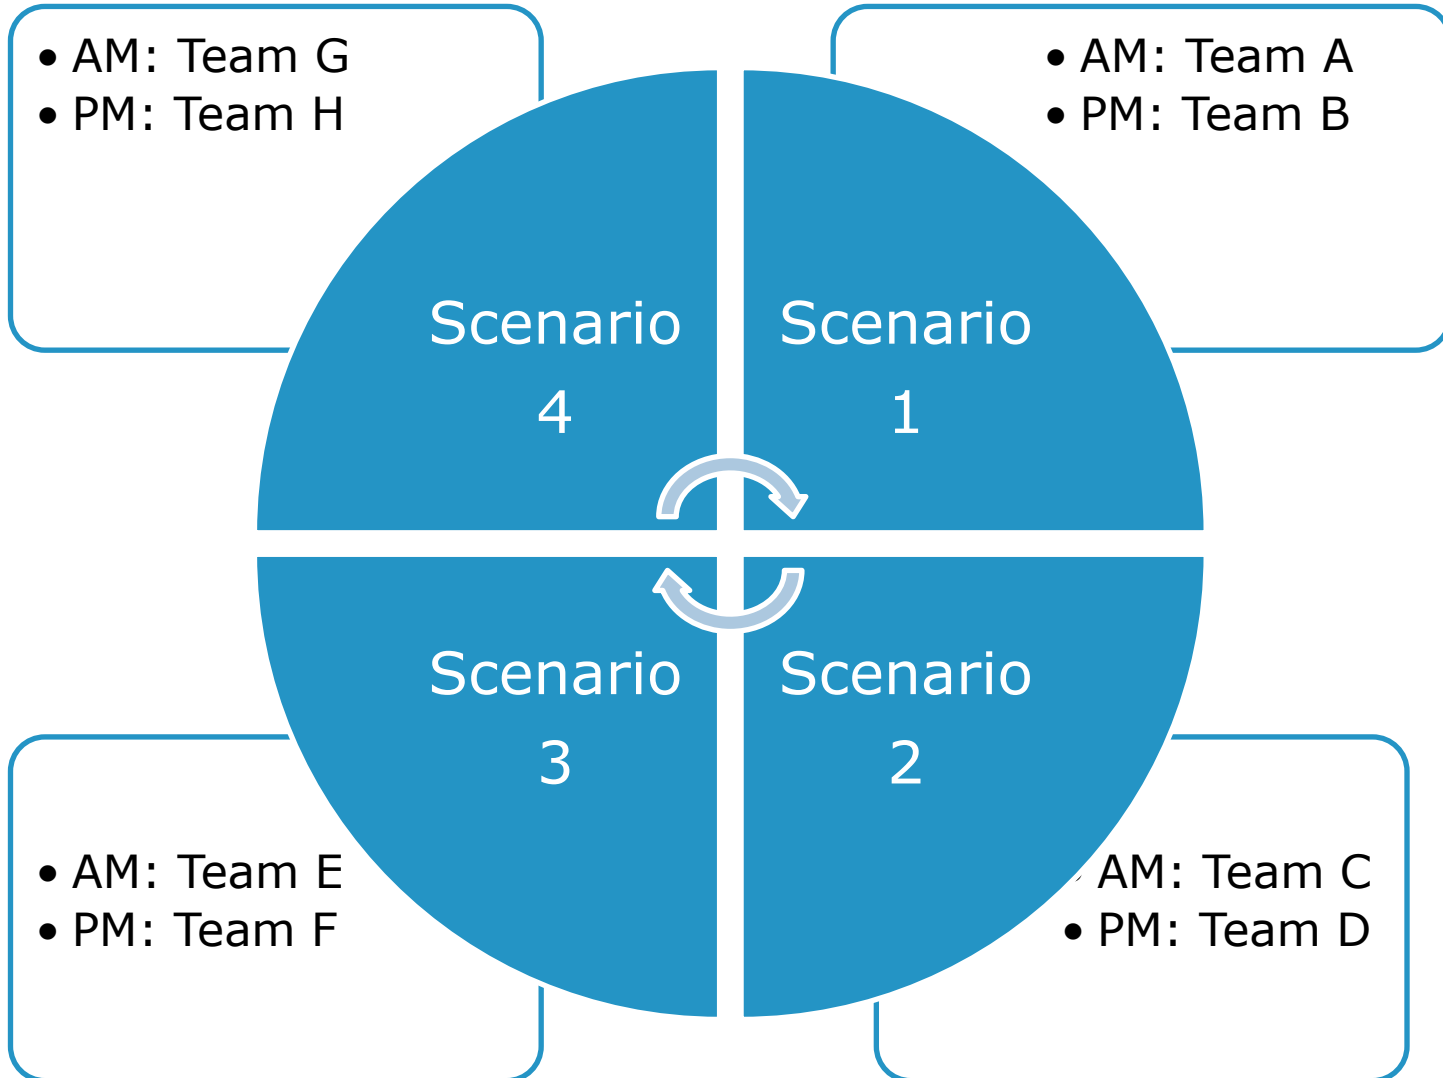 • AM: Team G
• PM: Team H
• AM: Team A
• PM: Team B
Scenario
4
Scenario
1
Scenario
3
Scenario
2
• AM: Team E
• PM: Team F
• AM: Team C
• PM: Team D